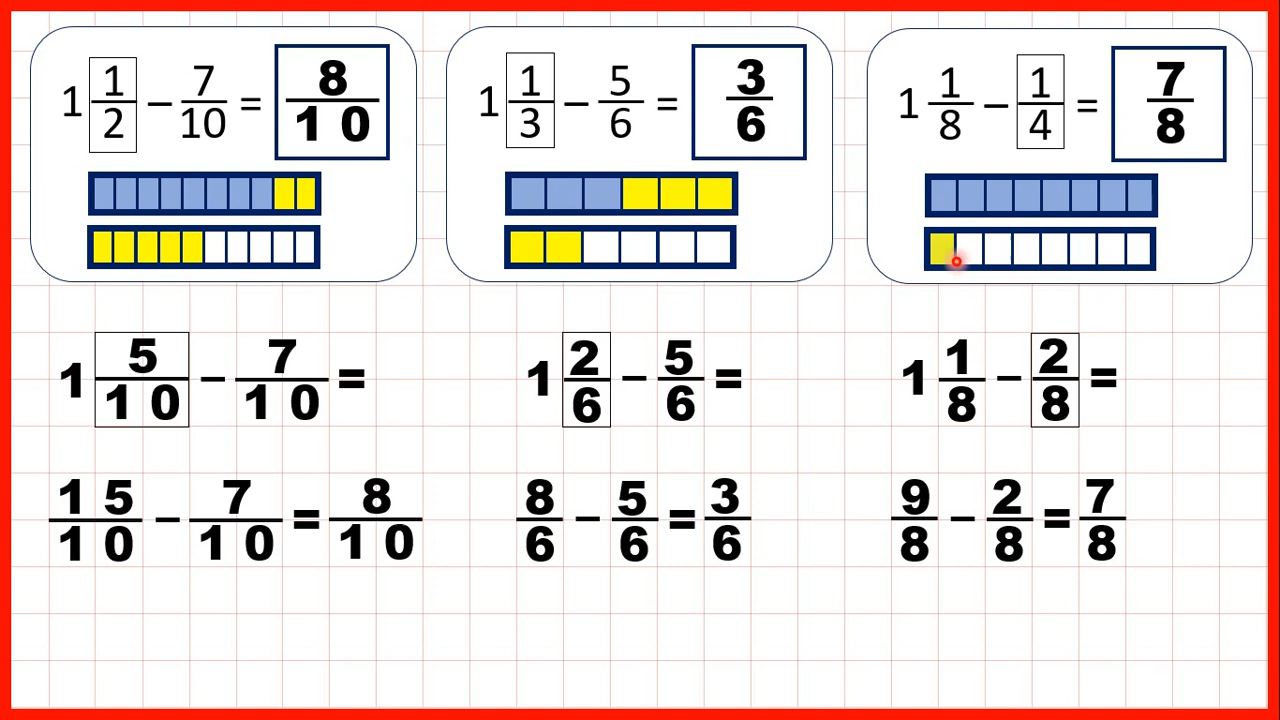 1 1/2 – 7/10 = 8/10
1 1/3 – 5/6 = 3/6
1 1/8 – 1/4 = 7/8
1 5/10 – 7/10 =
1 2/6 – 5/6 =
1 1/8 – 2/8 =
15/10 – 7/10 = 8/10
8/6 – 5/6 = 3/6
9/8 – 2/8 = 7/8